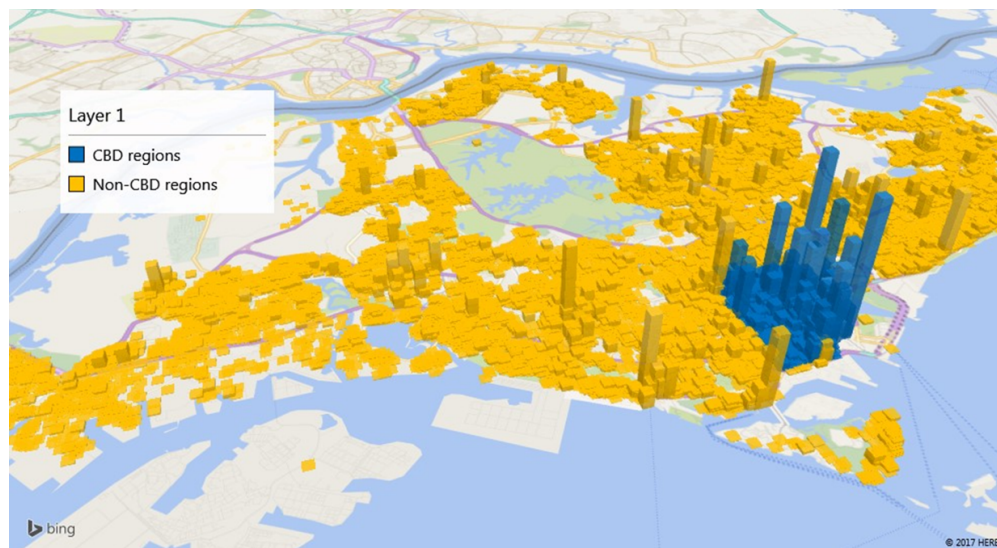 Layer 1
CBD regions
Non-CBD regions
bing
© 2017 HERE